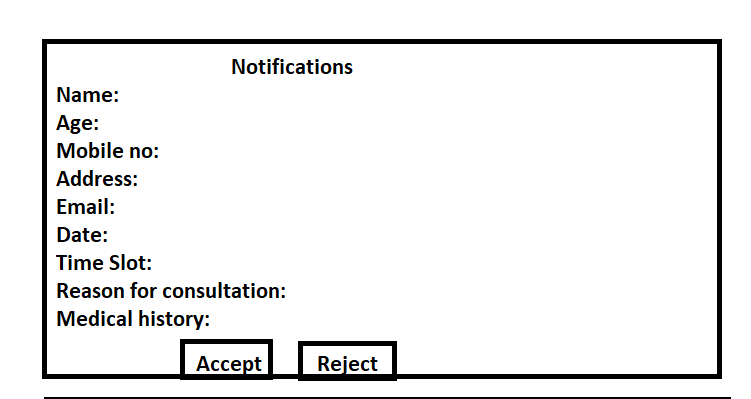 Notifications
Name:
Age:
Mobile no:
Address:
Email:
Date:
Time Slot:
Reason for consultation:
Medical history:
Accept Reject